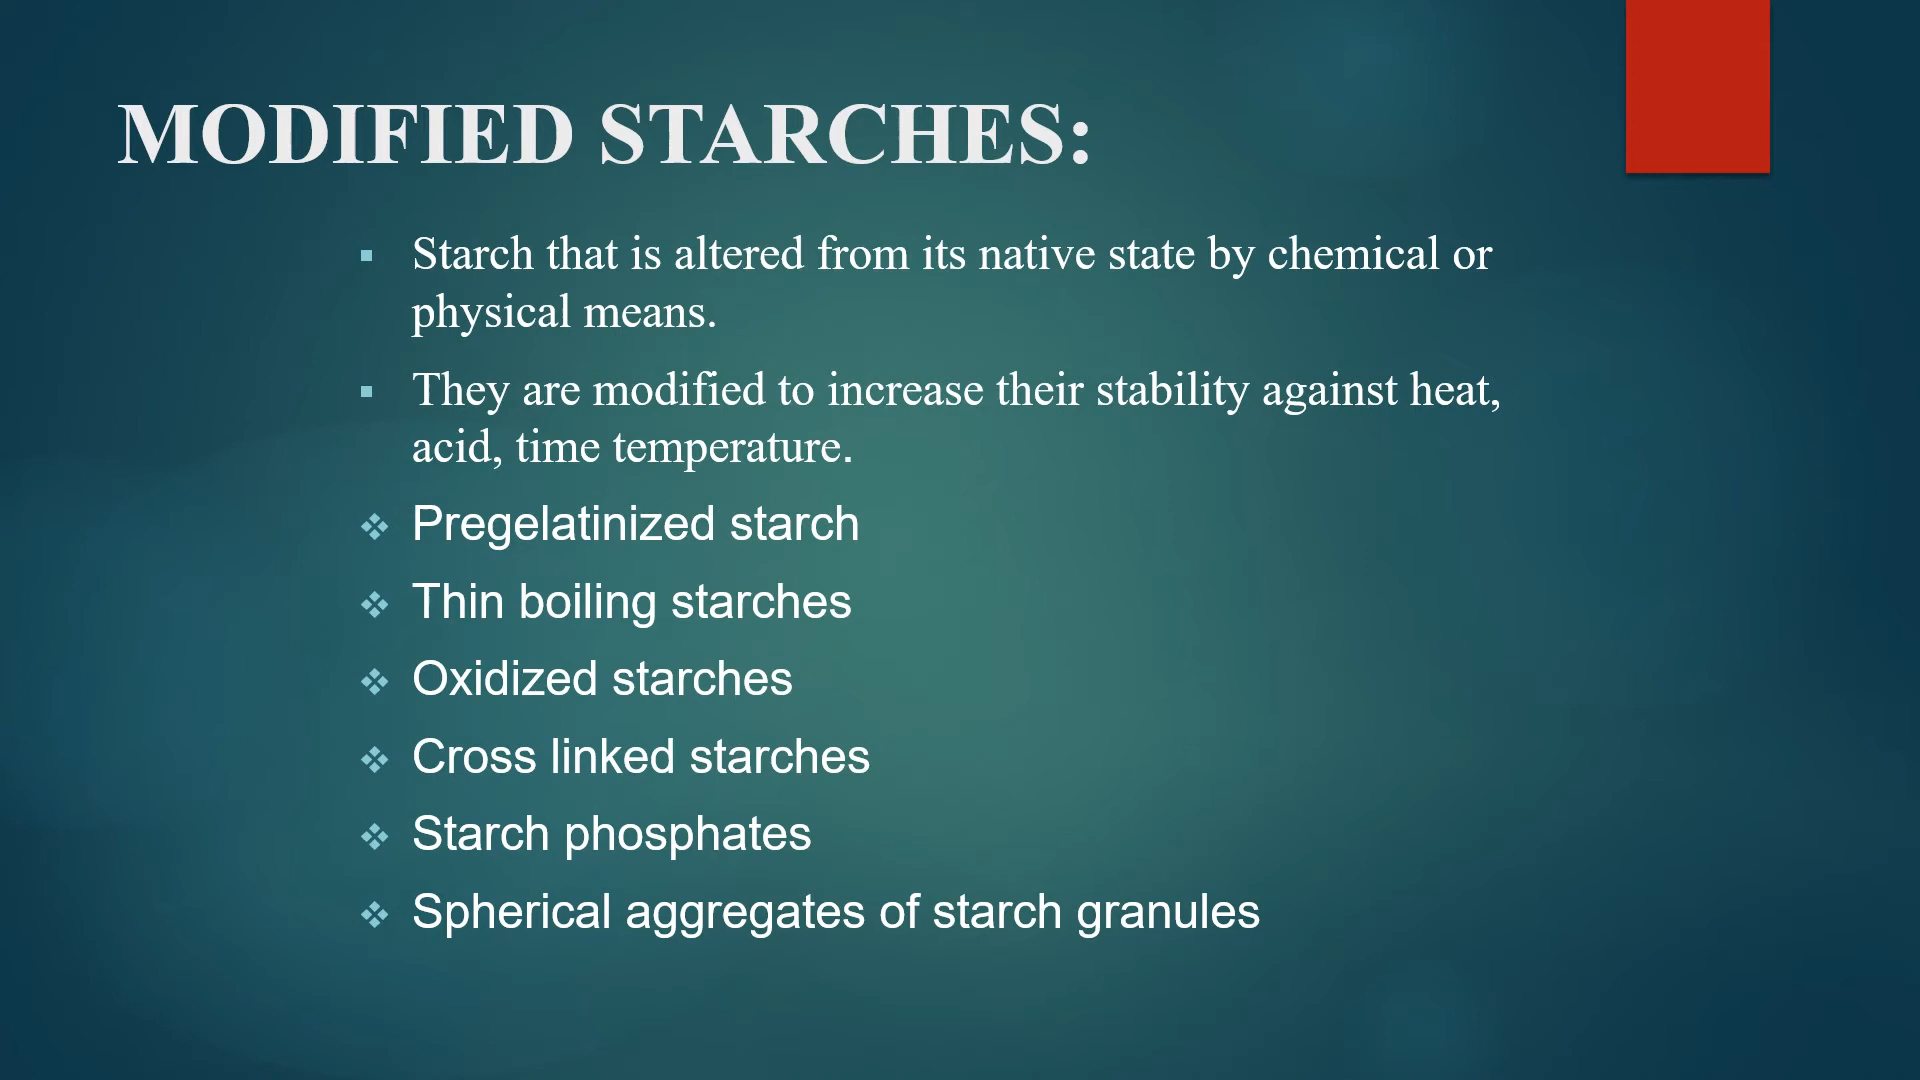 MODIFIED STARCHES:
Starch that is altered from its native state by chemical or
physical means.
They are modified to increase their stability against heat,
acid, time temperature.
Pregelatinized starch
Thin boiling starches
Oxidized starches
Cross linked starches
Starch phosphates
Spherical aggregates of starch granules